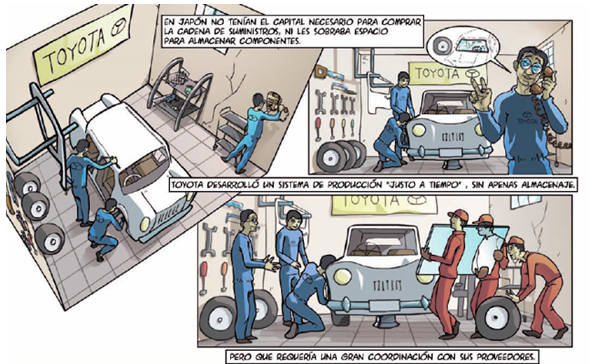 TOYOTA
EN JAPÓN NO TENÍAN EL CAPITAL NECESARIO PARA COMPRAR
LA CADENA DE SUMINISTROS, NI LES SOBRABA ESPACIO
PARA ALMACENAR COMPONENTES.
TOYOTA
TOYOTA DESARROLLÓ UN SISTEMA DE PRODUCCIÓN "JUSTO A TIEMPO", SIN APENAS ALMACENAJE.
TOYOTA
PERO QUE REQUERÍA UNA GRAN COORDINACIÓN CON SUS PROVEEDORES.